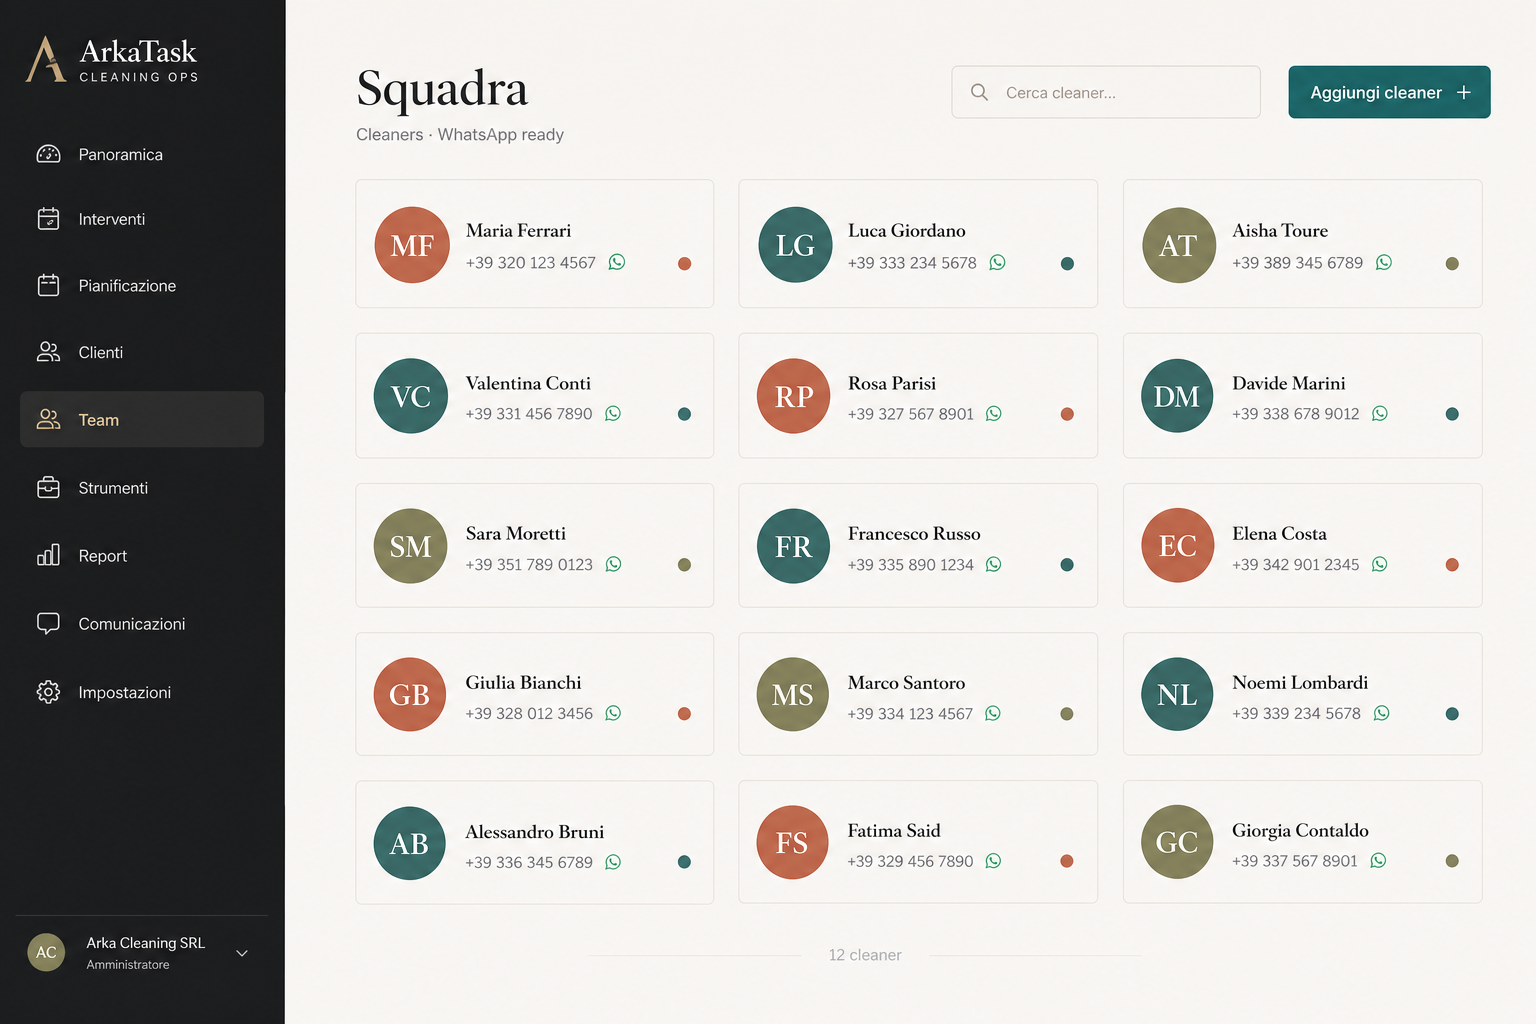 ArkaTask
CLEANING OPS
Panoramica
Interventi
Pianificazione
Clienti
Team
Strumenti
Report
Comunicazioni
Impostazioni
AC
Arka Cleaning SRL
Amministratore
Squadra
Cleaners · WhatsApp ready
Cerca cleaner...
Aggiungi cleaner +
MF
Maria Ferrari
+39 320 123 4567
LG
Luca Giordano
+39 333 234 5678
AT
Aisha Toure
+39 389 345 6789
VC
Valentina Conti
+39 331 456 7890
RP
Rosa Parisi
+39 327 567 8901
DM
Davide Marini
+39 338 678 9012
SM
Sara Moretti
+39 351 789 0123
FR
Francesco Russo
+39 335 890 1234
EC
Elena Costa
+39 342 901 2345
GB
Giulia Bianchi
+39 328 012 3456
MS
Marco Santoro
+39 334 123 4567
NL
Noemi Lombardi
+39 339 234 5678
AB
Alessandro Bruni
+39 336 345 6789
FS
Fatima Said
+39 329 456 7890
GC
Giorgia Contaldo
+39 337 567 8901
12 cleaner